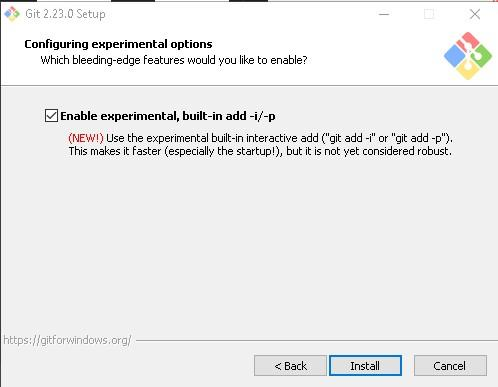 Git 2.23.0 Setup
Configuring experimental options
Which bleeding-edge features would you like to enable?
Enable experimental, built-in add -i/-p
(NEW!) Use the experimental built-in interactive add ("git add -i" or "git add -p").
This makes it faster (especially the startup!), but it is not yet considered robust.
https://gitforwindows.org/
< Back
Install
Cancel